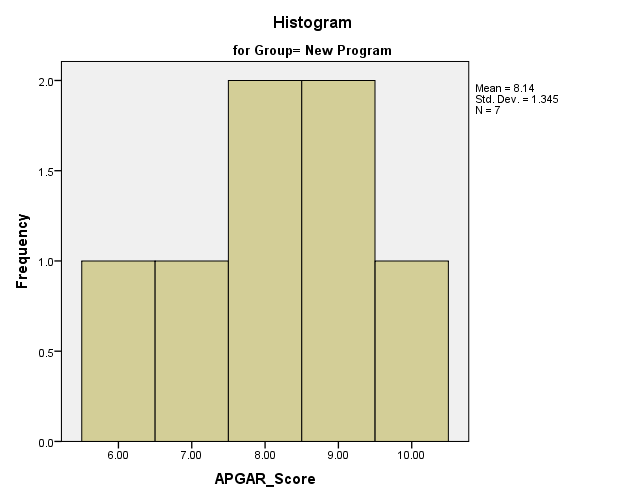 Histogram
for Group= New Program
Mean = 8.14
Std. Dev. = 1.345
N = 7
2.0
1.5
1.0
0.5
0.0
Frequency
6.00 7.00 8.00 9.00 10.00
APGAR_Score